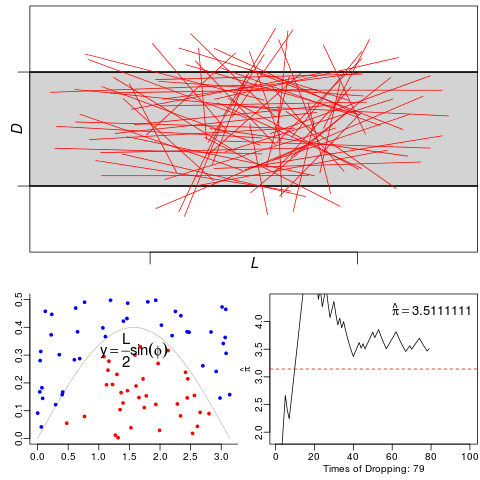 D
L
y = L/2 sin(ϕ)
0.0 0.1 0.2 0.3 0.4 0.5
0.0 0.5 1.0 1.5 2.0 2.5 3.0
π̂ = 3.5111111
π̂
2.0 2.5 3.0 3.5 4.0
0 20 40 60 80 100
Times of Dropping: 79